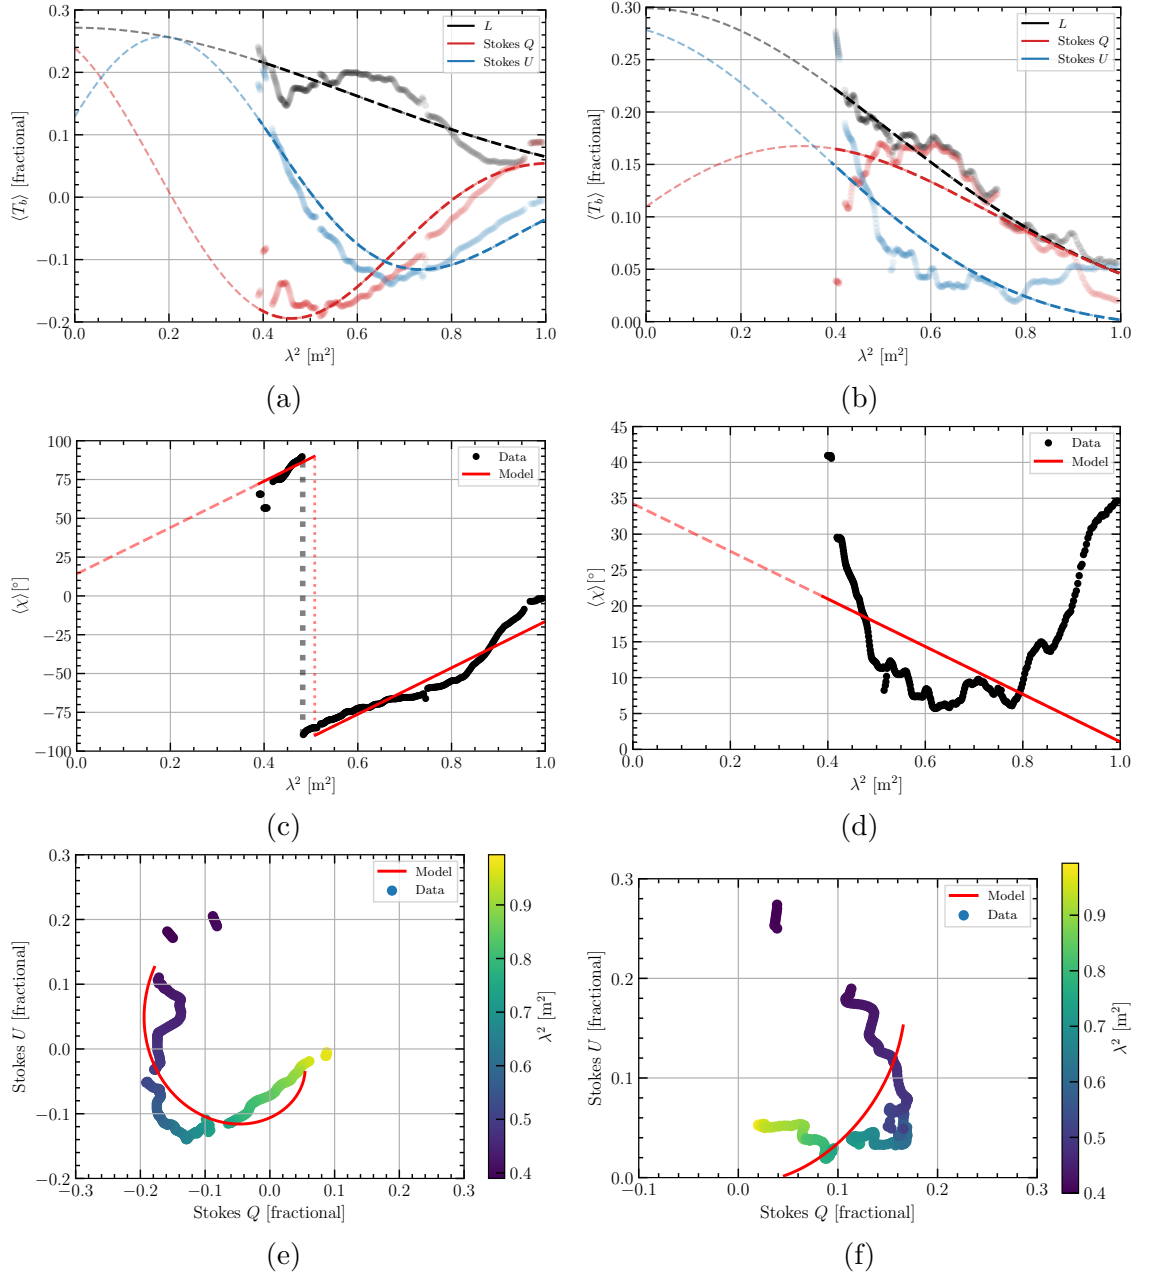 0.3
0.2
0.1
0.0
−0.1
−0.2
⟨T_b⟩ [fractional]
L
Stokes Q
Stokes U
0.0 0.2 0.4 0.6 0.8 1.0
λ² [m²]
(a)
0.30
0.25
0.20
0.15
0.10
0.05
0.00
⟨T_b⟩ [fractional]
L
Stokes Q
Stokes U
0.0 0.2 0.4 0.6 0.8 1.0
λ² [m²]
(b)
100
75
50
25
0
−25
−50
−75
−100
⟨χ⟩[°]
Data
Model
0.0 0.2 0.4 0.6 0.8 1.0
λ² [m²]
(c)
45
40
35
30
25
20
15
10
5
0
⟨χ⟩[°]
Data
Model
0.0 0.2 0.4 0.6 0.8 1.0
λ² [m²]
(d)
0.3
0.2
0.1
0.0
−0.1
−0.2
Stokes U [fractional]
Model
Data
−0.3 −0.2 −0.1 0.0 0.1 0.2 0.3
Stokes Q [fractional]
0.9
0.8
0.7
0.6
0.5
0.4
λ² [m²]
(e)
0.3
0.2
0.1
0.0
Stokes U [fractional]
Model
Data
−0.1 0.0 0.1 0.2 0.3
Stokes Q [fractional]
0.9
0.8
0.7
0.6
0.5
0.4
λ² [m²]
(f)